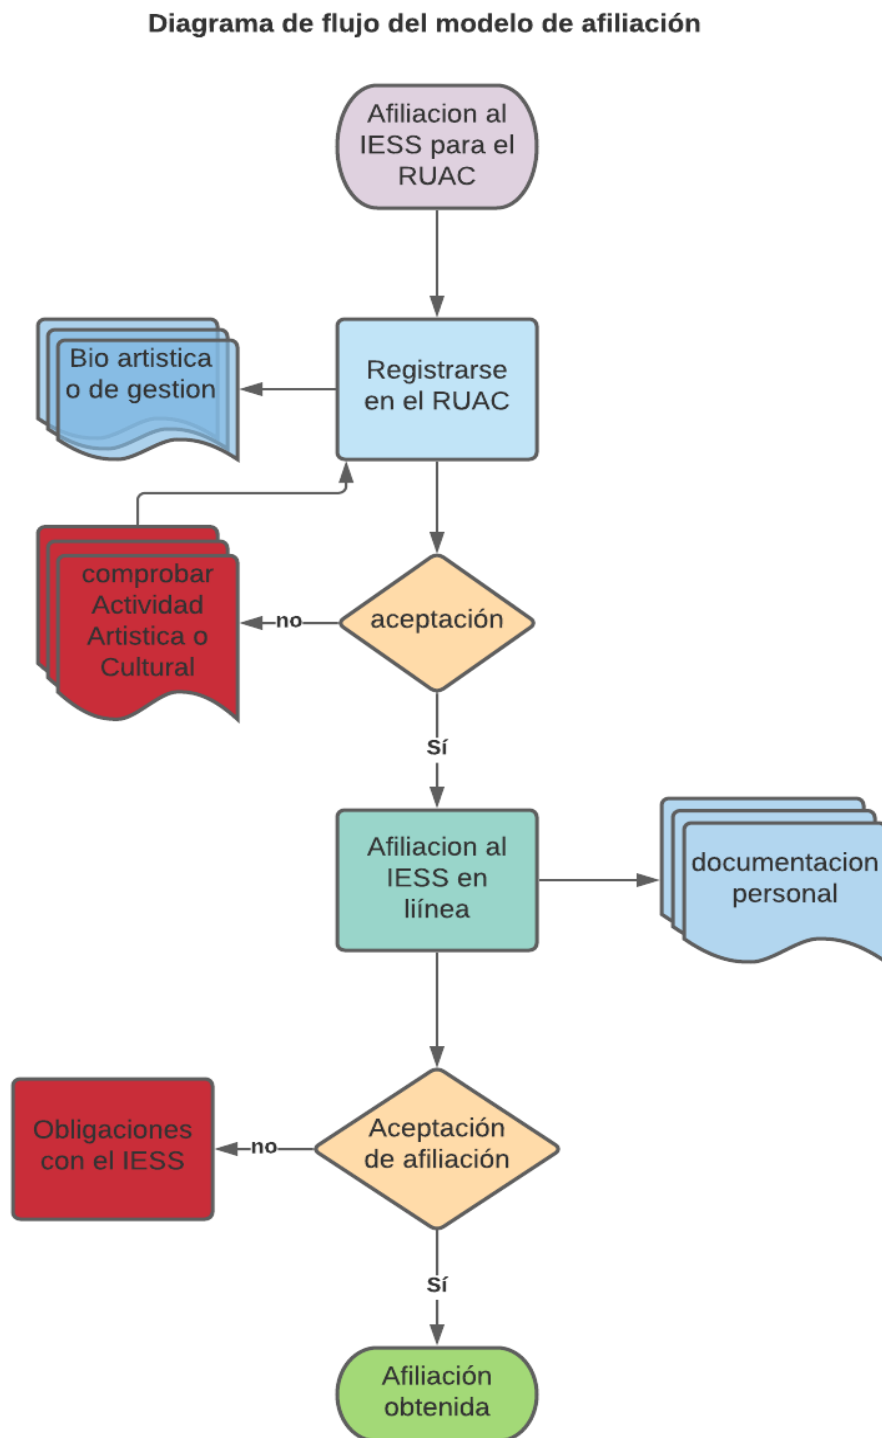 Diagrama de flujo del modelo de afiliación
Afiliacion al
IESS para el
RUAC
Bio artistica
o de gestion
Registrarse
en el RUAC
comprobar
Actividad
Artistica o
Cultural
no
aceptación
Sí
Afiliacion al
IESS en
liínea
documentacion
personal
Obligaciones
con el IESS
no
Aceptación
de afiliación
Sí
Afiliación
obtenida